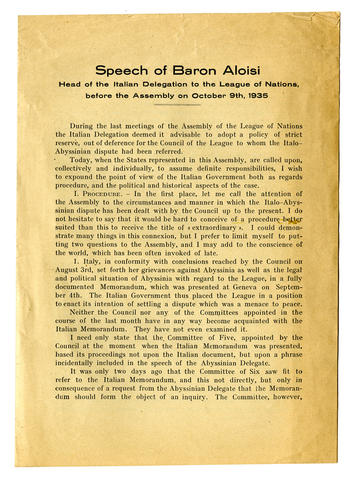 Speech of Baron Aloisi
Head of the Italian Delegation to the League of Nations,
before the Assembly on October 9th, 1935
During the last meetings of the Assembly of the League of Nations
the Italian Delegation deemed it advisable to adopt a policy of strict
reserve, out of deference for the Council of the League to whom the Italo-
Abyssinian dispute had been referred.
Today, when the States represented in this Assembly, are called upon,
collectively and individually, to assume definite responsibilities, I wish
to expound the point of view of the Italian Government both as regards
procedure, and the political and historical aspects of the case.
I. PROCEDURE. - In the first place, let me call the attention of
the Assembly to the circumstances and manner in which the Italo-Abys-
sinian dispute has been dealt with by the Council up to the present. I do
not hesitate to say that it would be hard to conceive of a procedure better
suited than this to receive the title of « extraordinary ». I could demon-
strate many things in this connexion, but I prefer to limit myself to put-
ting two questions to the Assembly, and I may add to the conscience of
the world, which has been often invoked of late.
1. Italy, in conformity with conclusions reached by the Council on
August 3rd, set forth her grievances against Abyssinia as well as the legal
and political situation of Abyssinia with regard to the League, in a fully
documented Memorandum, which was presented at Geneva on Septem-
ber 4th. The Italian Government thus placed the League in a position
to enact its intention of settling a dispute which was a menace to peace.
Neither the Council nor any of the Committees appointed in the
course of the last month have in any way become acquainted with the
Italian Memorandum. They have not even examined it.
I need only state that the Committee of Five, appointed by the
Council at the moment when the Italian Memorandum was presented,
based its proceedings not upon the Italian document, but upon a phrase
incidentally included in the speech of the Abyssinian Delegate.
It was only two days ago that the Committee of Six saw fit to
refer to the Italian Memorandum, and this not directly, but only in
consequence of a request from the Abyssinian Delegate that the Memoran-
dum should form the object of an inquiry. The Committee, however,